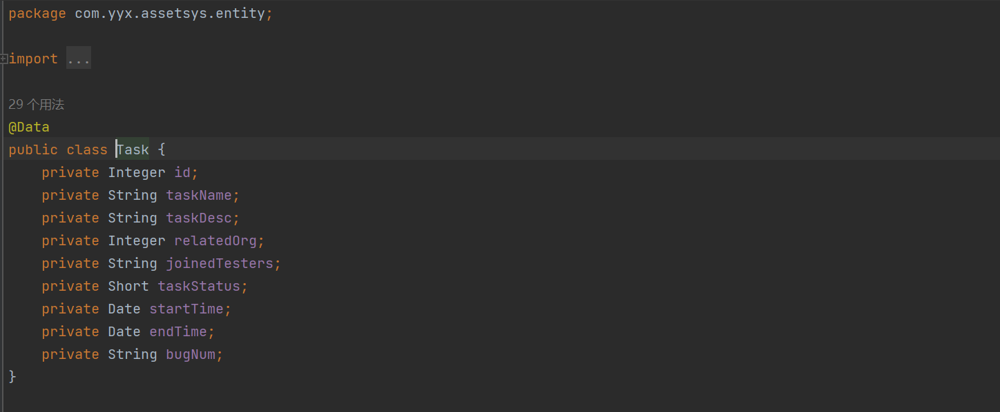 package com.yyx.assetsys.entity;
import ...
29 个用法
@Data
public class Task {
private Integer id;
private String taskName;
private String taskDesc;
private Integer relatedOrg;
private String joinedTesters;
private Short taskStatus;
private Date startTime;
private Date endTime;
private String bugNum;
}